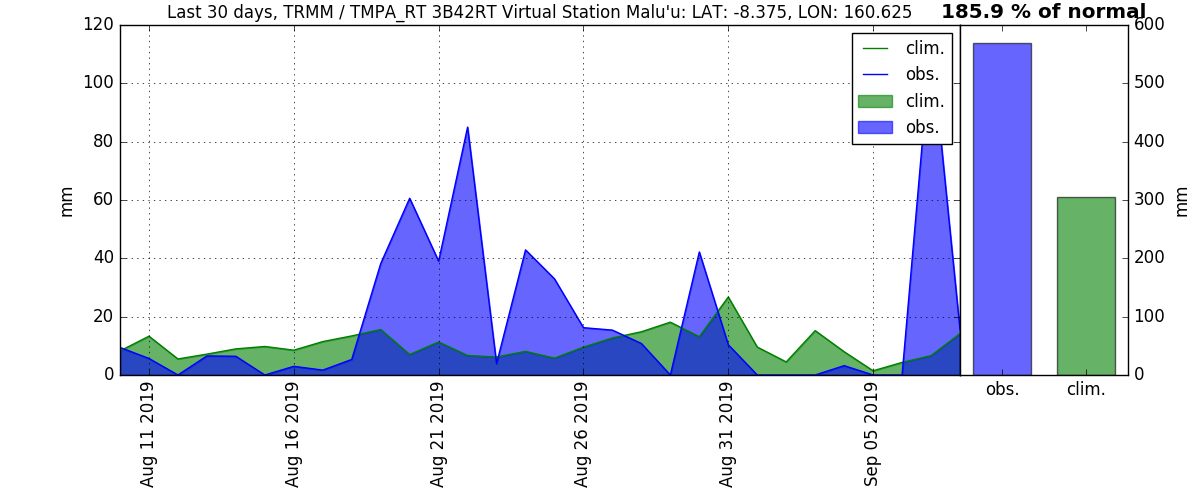 Last 30 days, TRMM / TMPA_RT 3B42RT Virtual Station Malu'u: LAT: -8.375, LON: 160.625
185.9 % of normal
120
100
80
60
40
20
0
mm
clim.
obs.
clim.
obs.
600
500
400
300
200
100
0
mm
Aug 11 2019
Aug 16 2019
Aug 21 2019
Aug 26 2019
Aug 31 2019
Sep 05 2019
obs.
clim.